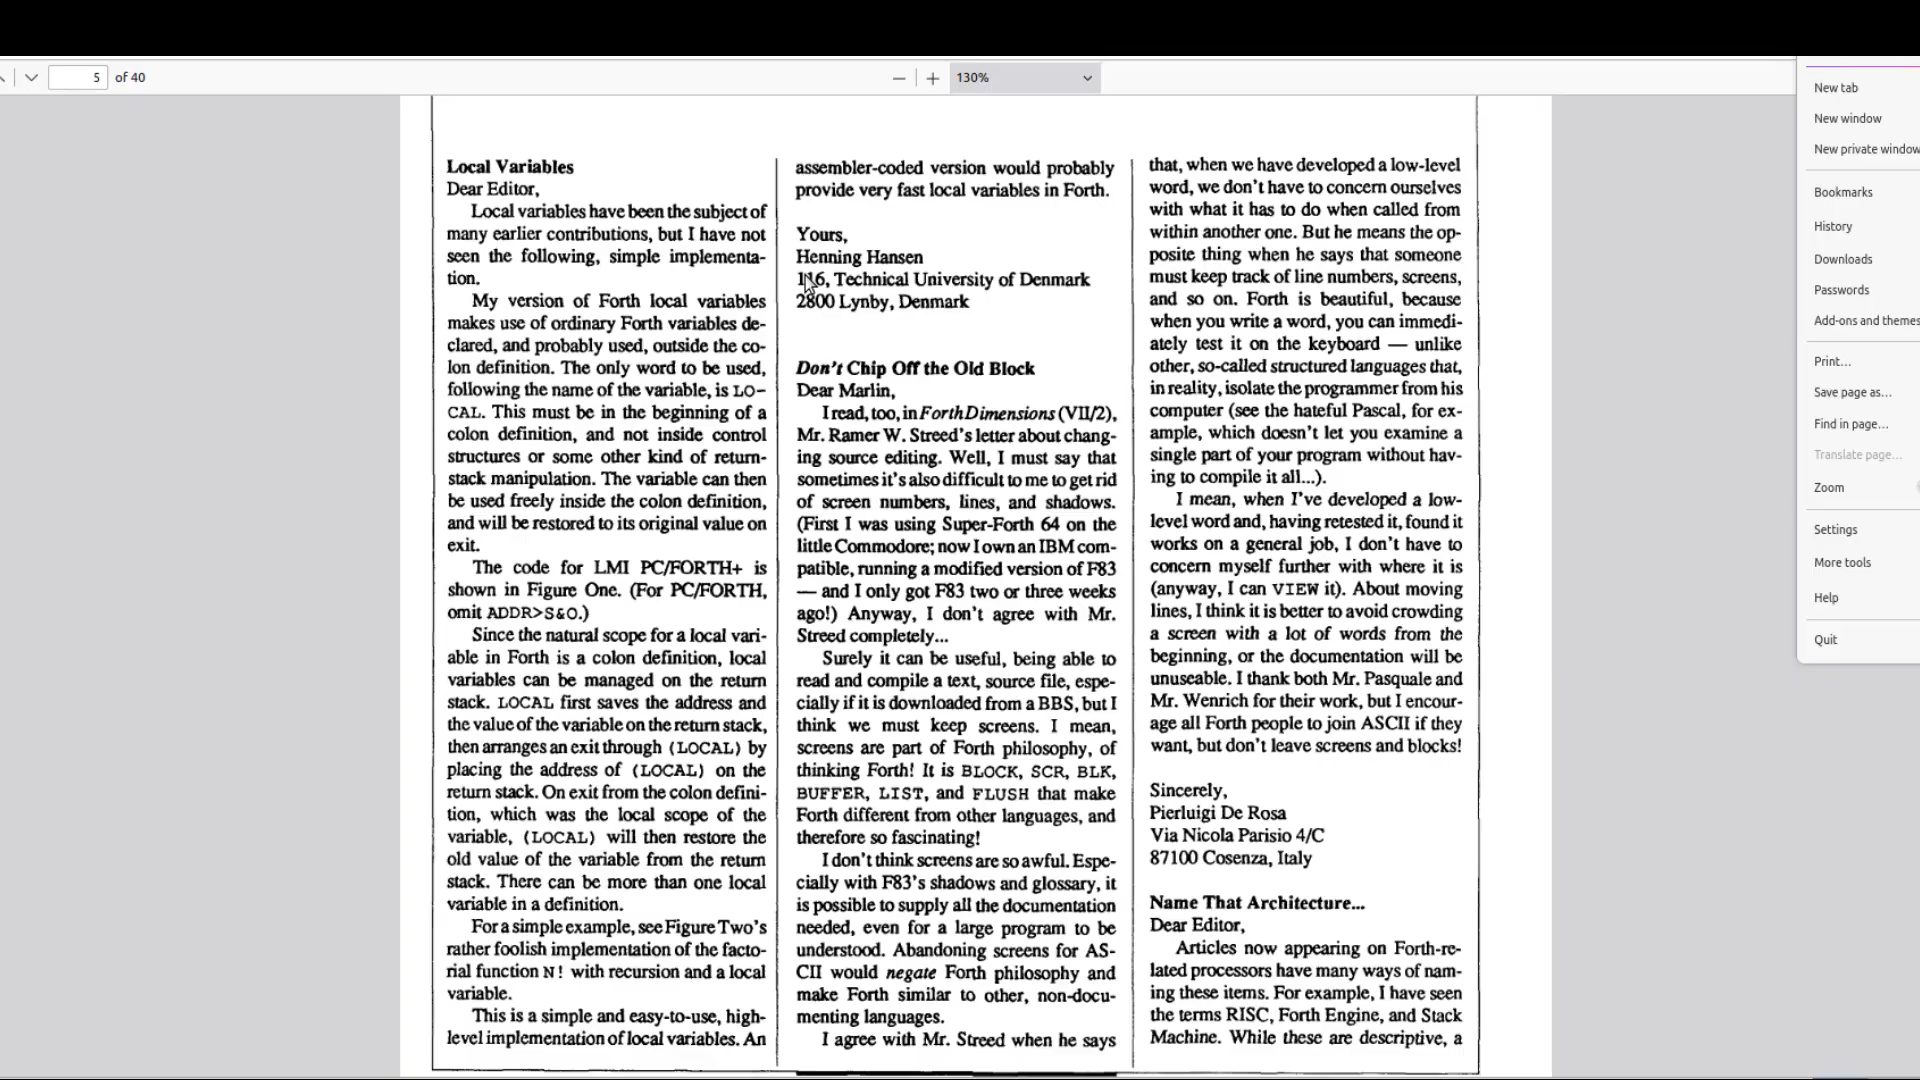 5 of 40
130%
Local Variables
Dear Editor,
Local variables have been the subject of
many earlier contributions, but I have not
seen the following, simple implementa-
tion.
My version of Forth local variables
makes use of ordinary Forth variables de-
clared, and probably used, outside the co-
lon definition. The only word to be used,
following the name of the variable, is LO-
CAL. This must be in the beginning of a
colon definition, and not inside control
structures or some other kind of return-
stack manipulation. The variable can then
be used freely inside the colon definition,
and will be restored to its original value on
exit.
The code for LMI PC/FORTH+ is
shown in Figure One. (For PC/FORTH,
omit ADDR>S&O.)
Since the natural scope for a local vari-
able in Forth is a colon definition, local
variables can be managed on the return
stack. LOCAL first saves the address and
the value of the variable on the return stack,
then arranges an exit through (LOCAL) by
placing the address of (LOCAL) on the
return stack. On exit from the colon defini-
tion, which was the local scope of the
variable, (LOCAL) will then restore the
old value of the variable from the return
stack. There can be more than one local
variable in a definition.
For a simple example, see Figure Two's
rather foolish implementation of the facto-
rial function N! with recursion and a local
variable.
This is a simple and easy-to-use, high-
level implementation of local variables. An
assembler-coded version would probably
provide very fast local variables in Forth.
Yours,
Henning Hansen
Technical University of Denmark
2800 Lynby, Denmark
Don't Chip Off the Old Block
Dear Marlin,
I read, too, in Forth Dimensions (VII/2),
Mr. Ramer W. Streed's letter about chang-
ing source editing. Well, I must say that
sometimes it's also difficult to me to get rid
of screen numbers, lines, and shadows.
(First I was using Super-Forth 64 on the
little Commodore; now I own an IBM com-
patible, running a modified version of F83
— and I only got F83 two or three weeks
ago!) Anyway, I don't agree with Mr.
Streed completely...
Surely it can be useful, being able to
read and compile a text, source file, espe-
cially if it is downloaded from a BBS, but I
think we must keep screens. I mean,
screens are part of Forth philosophy, of
thinking Forth! It is BLOCK, SCR, BLK,
BUFFER, LIST, and FLUSH that make
Forth different from other languages, and
therefore so fascinating!
I don't think screens are so awful. Espe-
cially with F83's shadows and glossary, it
is possible to supply all the documentation
needed, even for a large program to be
understood. Abandoning screens for AS-
CII would negate Forth philosophy and
make Forth similar to other, non-docu-
menting languages.
I agree with Mr. Streed when he says
that, when we have developed a low-level
word, we don't have to concern ourselves
with what it has to do when called from
within another one. But he means the op-
posite thing when he says that someone
must keep track of line numbers, screens,
and so on. Forth is beautiful, because
when you write a word, you can immedi-
ately test it on the keyboard — unlike
other, so-called structured languages that,
in reality, isolate the programmer from his
computer (see the hateful Pascal, for ex-
ample, which doesn't let you examine a
single part of your program without hav-
ing to compile it all...).
I mean, when I've developed a low-
level word and, having retested it, found it
works on a general job, I don't have to
concern myself further with where it is
(anyway, I can VIEW it). About moving
lines, I think it is better to avoid crowding
a screen with a lot of words from the
beginning, or the documentation will be
unuseable. I thank both Mr. Pasquale and
Mr. Wenrich for their work, but I encour-
age all Forth people to join ASCII if they
want, but don't leave screens and blocks!
Sincerely,
Pierluigi De Rosa
Via Nicola Parisio 4/C
87100 Cosenza, Italy
Name That Architecture...
Dear Editor,
Articles now appearing on Forth-re-
lated processors have many ways of nam-
ing these items. For example, I have seen
the terms RISC, Forth Engine, and Stack
Machine. While these are descriptive, a
New tab
New window
New private window
Bookmarks
History
Downloads
Passwords
Add-ons and themes
Print…
Save page as…
Find in page…
Translate page…
Zoom
Settings
More tools
Help
Quit